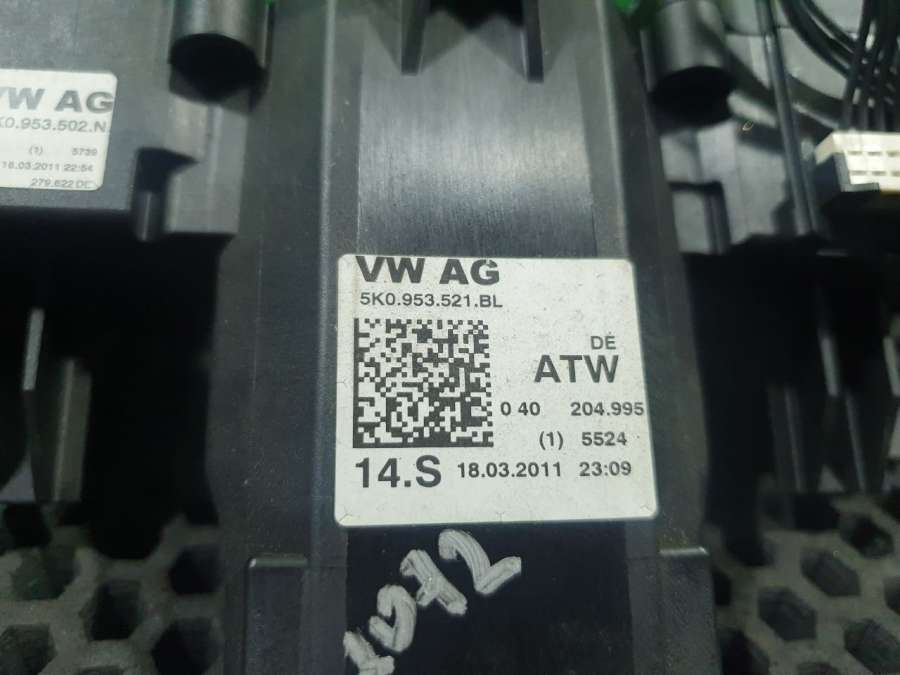 VW AG
K0.953.502.N
(1) 5739
18.03.2011 22:54
279.622 DE
VW AG
5K0.953.521.BL
DE
ATW
0 40 204.995
(1) 5524
14.S 18.03.2011 23:09